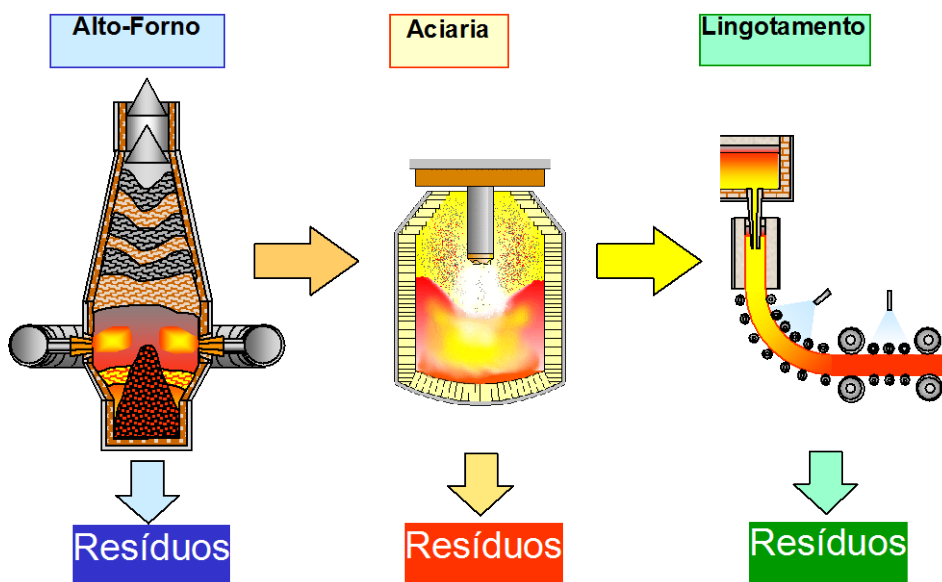 Alto-Forno
Aciaria
Lingotamento
Resíduos
Resíduos
Resíduos